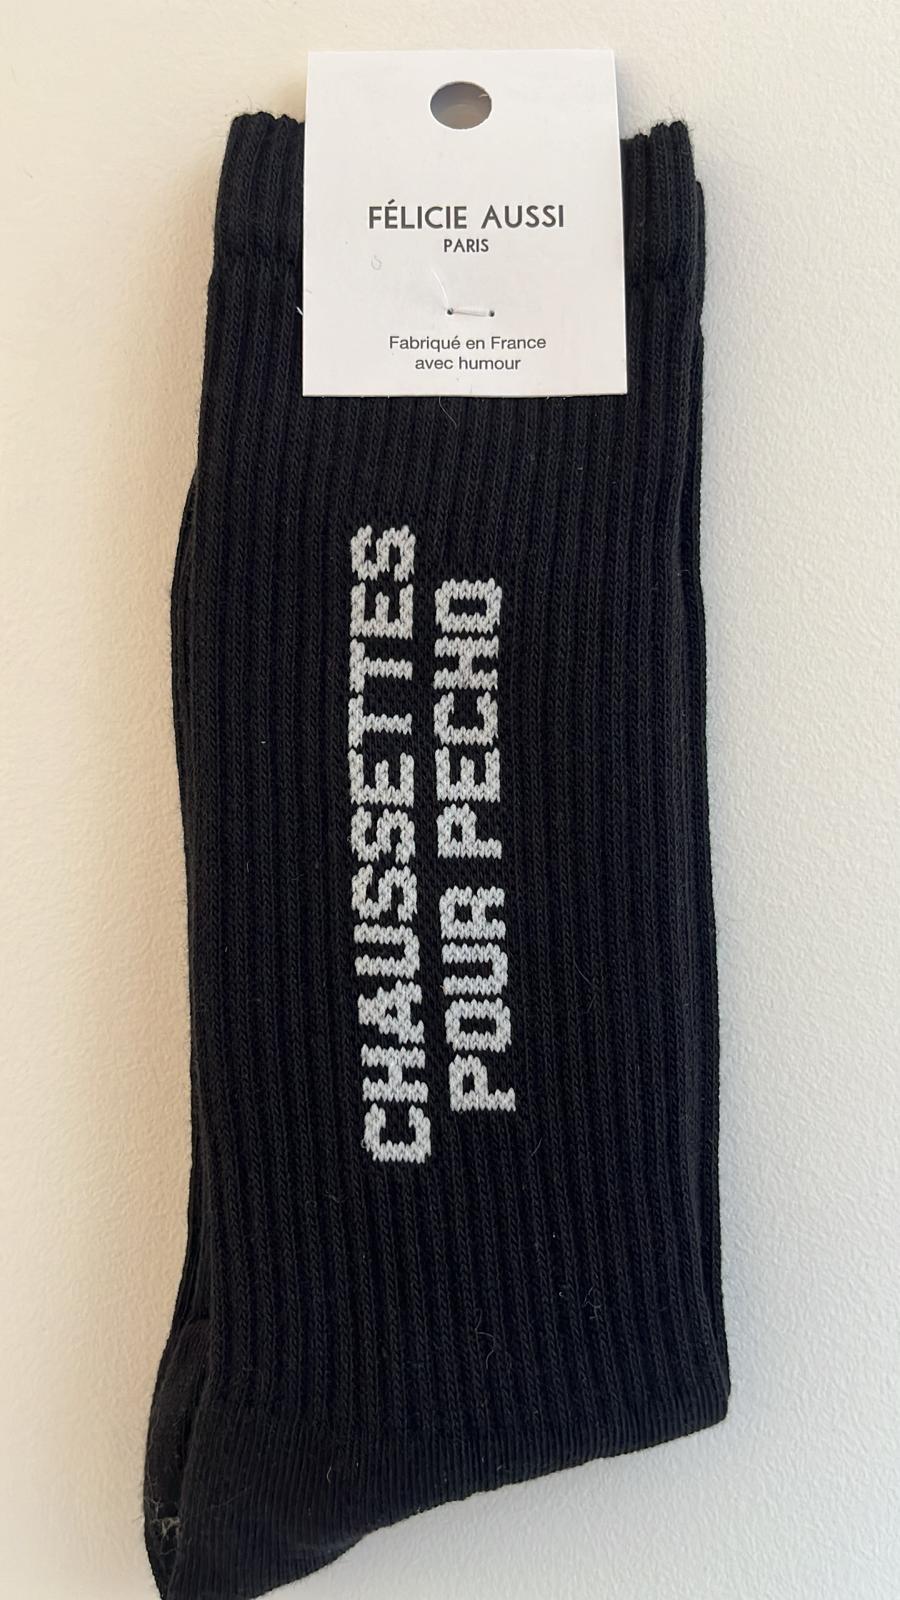 FÉLICIE AUSSI
PARIS
Fabriqué en France
avec humour
CHAUSSETTES
POUR PECHO